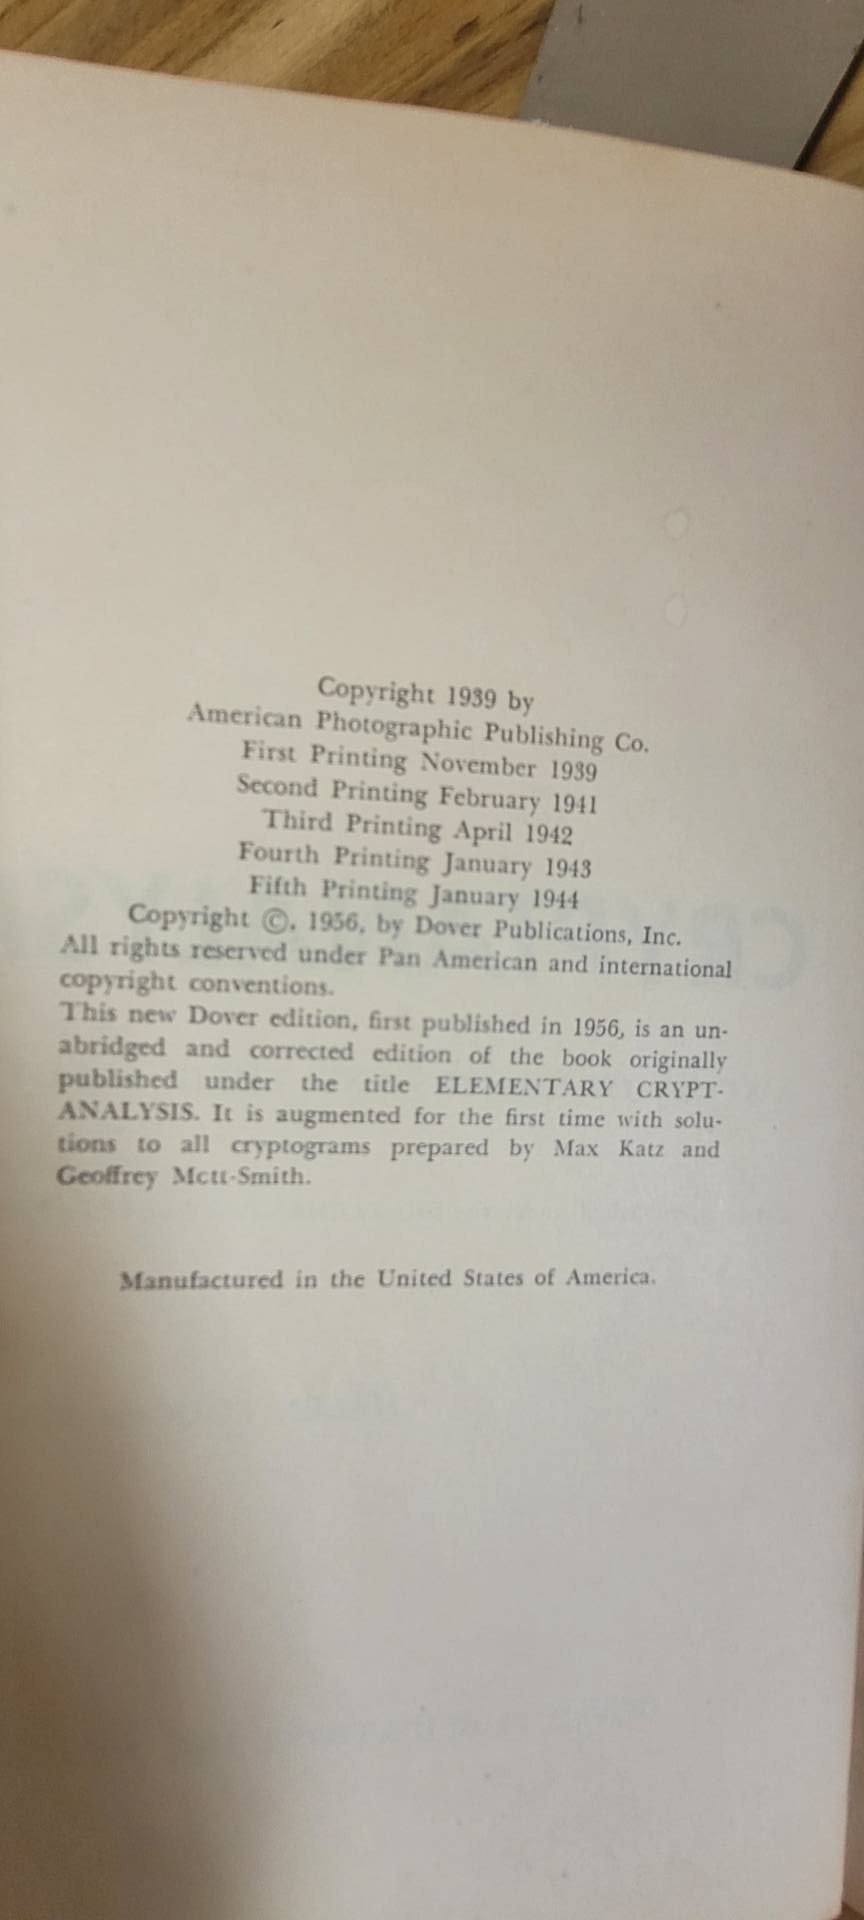 Copyright 1939 by
American Photographic Publishing Co.
First Printing November 1939
Second Printing February 1941
Third Printing April 1942
Fourth Printing January 1943
Fifth Printing January 1944
Copyright ©, 1956, by Dover Publications, Inc.
All rights reserved under Pan American and international
copyright conventions.
This new Dover edition, first published in 1956, is an un-
abridged and corrected edition of the book originally
published under the title ELEMENTARY CRYPT-
ANALYSIS. It is augmented for the first time with solu-
tions to all cryptograms prepared by Max Katz and
Geoffrey Mott-Smith.
Manufactured in the United States of America.